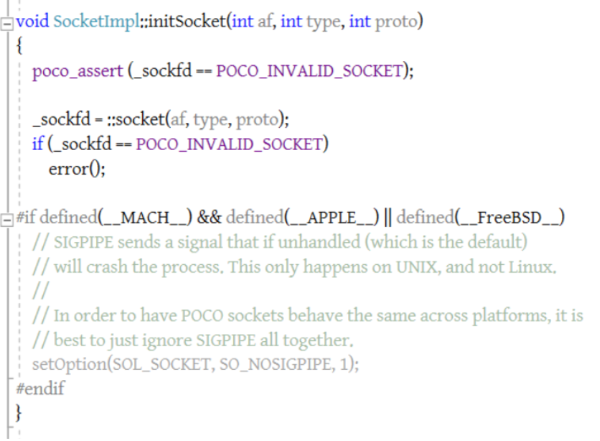 void SocketImpl::initSocket(int af, int type, int proto)
{
poco_assert (_sockfd == POCO_INVALID_SOCKET);
_sockfd = ::socket(af, type, proto);
if (_sockfd == POCO_INVALID_SOCKET)
error();
#if defined(__MACH__) && defined(__APPLE__) || defined(__FreeBSD__)
// SIGPIPE sends a signal that if unhandled (which is the default)
// will crash the process. This only happens on UNIX, and not Linux.
//
// In order to have POCO sockets behave the same across platforms, it is
// best to just ignore SIGPIPE all together.
setOption(SOL_SOCKET, SO_NOSIGPIPE, 1);
#endif
}